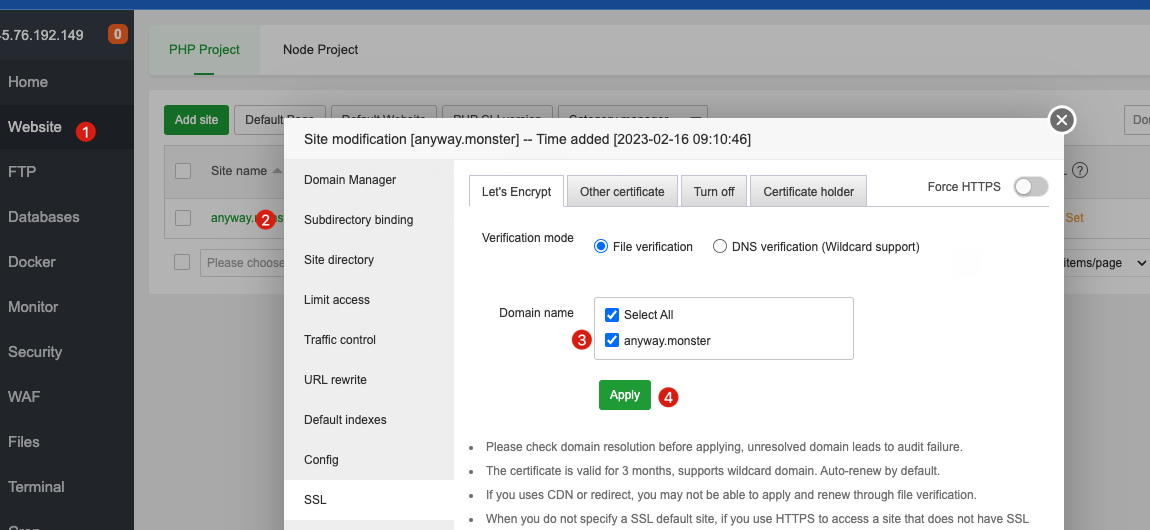 5.76.192.149
0
PHP Project
Node Project
Home
Website
1
FTP
Databases
Docker
Monitor
Security
WAF
Files
Terminal
Add site
Default Page
Default Website
PHP CLI version
Category manager
Site name
?
anyway.
2
Set
Please choose
items/page
Site modification [anyway.monster] -- Time added [2023-02-16 09:10:46]
Domain Manager
Subdirectory binding
Site directory
Limit access
Traffic control
URL rewrite
Default indexes
Config
SSL
Let's Encrypt
Other certificate
Turn off
Certificate holder
Force HTTPS
Verification mode
File verification
DNS verification (Wildcard support)
Domain name
Select All
3
anyway.monster
Apply
4
Please check domain resolution before applying, unresolved domain leads to audit failure.
The certificate is valid for 3 months, supports wildcard domain. Auto-renew by default.
If you uses CDN or redirect, you may not be able to apply and renew through file verification.
When you do not specify a SSL default site, if you use HTTPS to access a site that does not have SSL